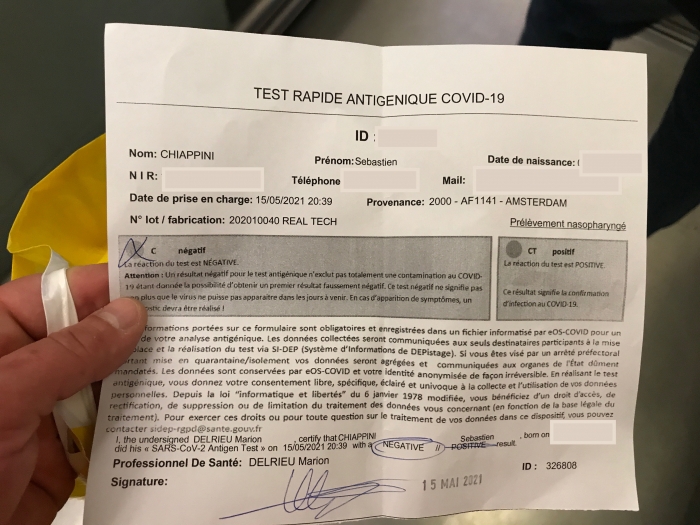 TEST RAPIDE ANTIGENIQUE COVID-19
ID :
Nom: CHIAPPINI Prénom: Sebastien Date de naissance: (
NIR: Téléphone Mail:
Date de prise en charge: 15/05/2021 20:39 Provenance: 2000 - AF1141 - AMSTERDAM
N° lot / fabrication: 202010040 REAL TECH
Prélèvement nasopharyngé
C négatif
La réaction du test est NEGATIVE.
Attention : Un résultat négatif pour le test antigénique n'exclut pas totalement une contamination au COVID-
19 étant donnée la possibilité d'obtenir un premier résultat faussement négatif. Ce test négatif ne signifie pas
plus que le virus ne puisse pas apparaitre dans les jours à venir. En cas d'apparition de symptômes, un
stic devra être réalisé !
CT positif
La réaction du test est POSITIVE.
Ce résultat signifie la confirmation
d'infection au COVID-19.
formations portées sur ce formulaire sont obligatoires et enregistrées dans un fichier informatisé par eOS-COVID pour un
de votre analyse antigénique. Les données collectées seront communiquées aux seuls destinataires participants à la mise
place et la réalisation du test via SI-DEP (Système d'Informations de DEPistage). Si vous êtes visé par un arrêté préfectoral
mise en quarantaine/isolement vos données seront agrégées et communiquées aux organes de l'État dûment
mandatés. Les données sont conservées par eOS-COVID et votre identité anonymisée de façon irréversible. En réalisant le test
antigénique, vous donnez votre consentement libre, spécifique, éclairé et univoque à la collecte et l'utilisation de vos données
personnelles. Depuis la loi "informatique et libertés" du 6 janvier 1978 modifiée, vous bénéficiez d'un droit d'accès, de
rectification, de suppression ou de limitation du traitement des données vous concernant (en fonction de la base légale du
traitement). Pour exercer ces droits ou pour toute question sur le traitement de vos données dans ce dispositif, vous pouvez
contacter sidep-rgpd@sante.gouv.fr
I, the undersigned DELRIEU Marion , certify that CHIAPPINI Sebastien , born on
did his « SARS-CoV-2 Antigen Test » on 15/05/2021 20:39 with a NEGATIVE // POSITIVE result.
Professionnel De Santé: DELRIEU Marion
ID : 326808
Signature:
15 MAI 2021